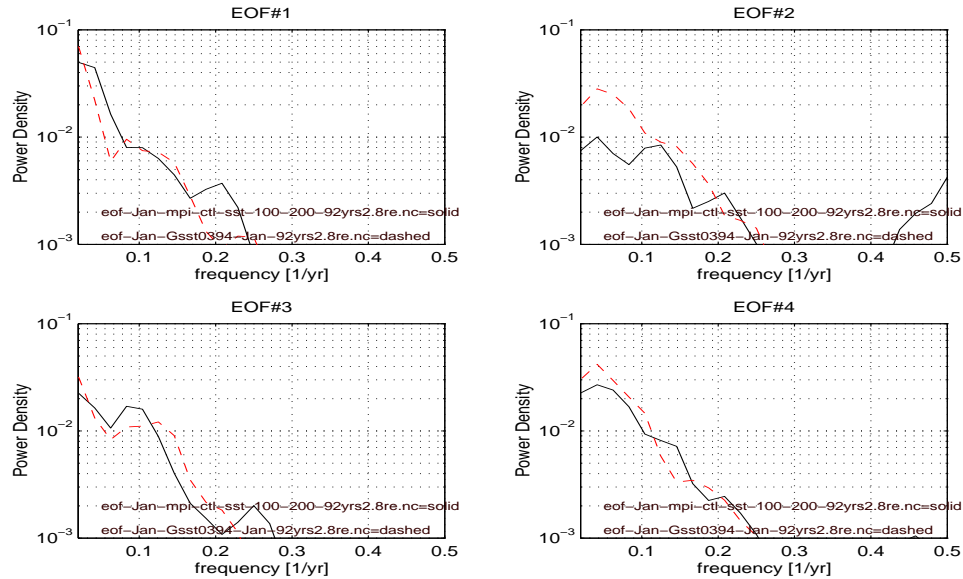 EOF#1
10⁻¹
10⁻²
10⁻³
Power Density
eof−Jan−mpi−ctl−sst−100−200−92yrs2.8re.nc=solid
eof−Jan−Gsst0394−Jan−92yrs2.8re.nc=dashed
0.1 0.2 0.3 0.4 0.5
frequency [1/yr]
EOF#2
10⁻¹
10⁻²
10⁻³
Power Density
eof−Jan−mpi−ctl−sst−100−200−92yrs2.8re.nc=solid
eof−Jan−Gsst0394−Jan−92yrs2.8re.nc=dashed
0.1 0.2 0.3 0.4 0.5
frequency [1/yr]
EOF#3
10⁻¹
10⁻²
10⁻³
Power Density
eof−Jan−mpi−ctl−sst−100−200−92yrs2.8re.nc=solid
eof−Jan−Gsst0394−Jan−92yrs2.8re.nc=dashed
0.1 0.2 0.3 0.4 0.5
frequency [1/yr]
EOF#4
10⁻¹
10⁻²
10⁻³
Power Density
eof−Jan−mpi−ctl−sst−100−200−92yrs2.8re.nc=solid
eof−Jan−Gsst0394−Jan−92yrs2.8re.nc=dashed
0.1 0.2 0.3 0.4 0.5
frequency [1/yr]